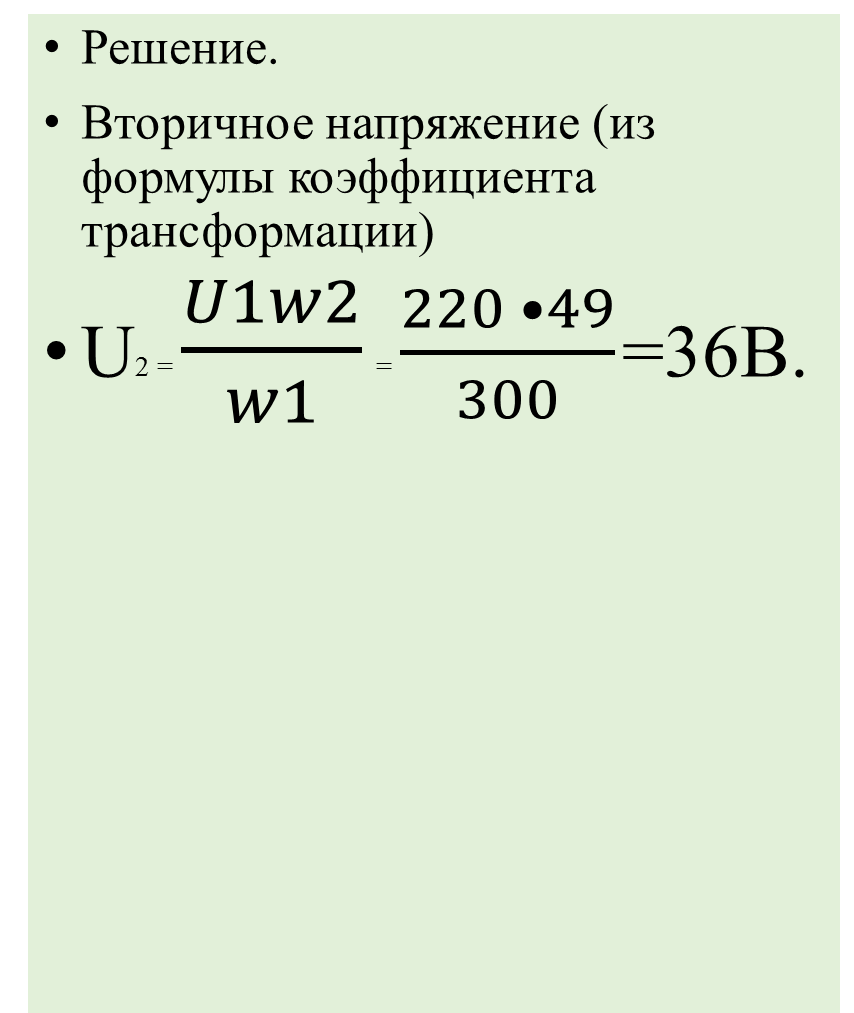 • Решение.
• Вторичное напряжение (из
формулы коэффициента
трансформации)
• U₂ = U1w2/w1 = 220 •49/300 =36В.